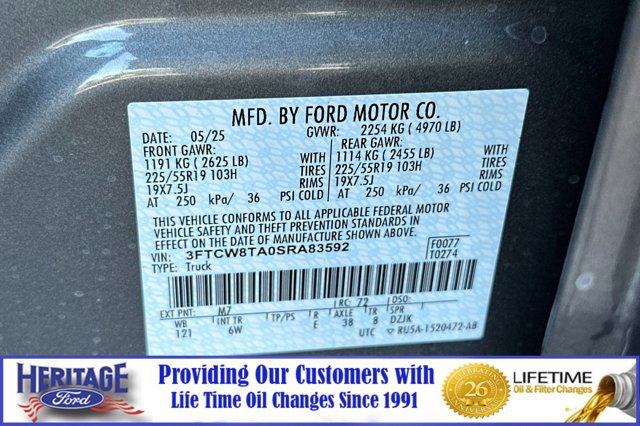 MFD. BY FORD MOTOR CO.
DATE: 05/25 GVWR: 2254 KG ( 4970 LB)
FRONT GAWR: REAR GAWR:
1191 KG ( 2625 LB) WITH 1114 KG ( 2455 LB) WITH
225/55R19 103H TIRES 225/55R19 103H TIRES
19X7.5J RIMS 19X7.5J RIMS
AT 250 kPa/ 36 PSI COLD AT 250 kPa/ 36 PSI COLD
THIS VEHICLE CONFORMS TO ALL APPLICABLE FEDERAL MOTOR
VEHICLE SAFETY AND THEFT PREVENTION STANDARDS IN
EFFECT ON THE DATE OF MANUFACTURE SHOWN ABOVE.
VIN: 3FTCW8TA0SRA83592 F0077
TYPE: Truck T0274
EXT PNT: M7 RC: 72 DSO:
WB INT TR TP/PS R AXLE TR SPR
121 6W E 38 8 DZJK
UTC RU5A-1520472-AB
HERITAGE
Ford
Providing Our Customers with
Life Time Oil Changes Since 1991
26
LIFETIME
Oil & Filter Changes